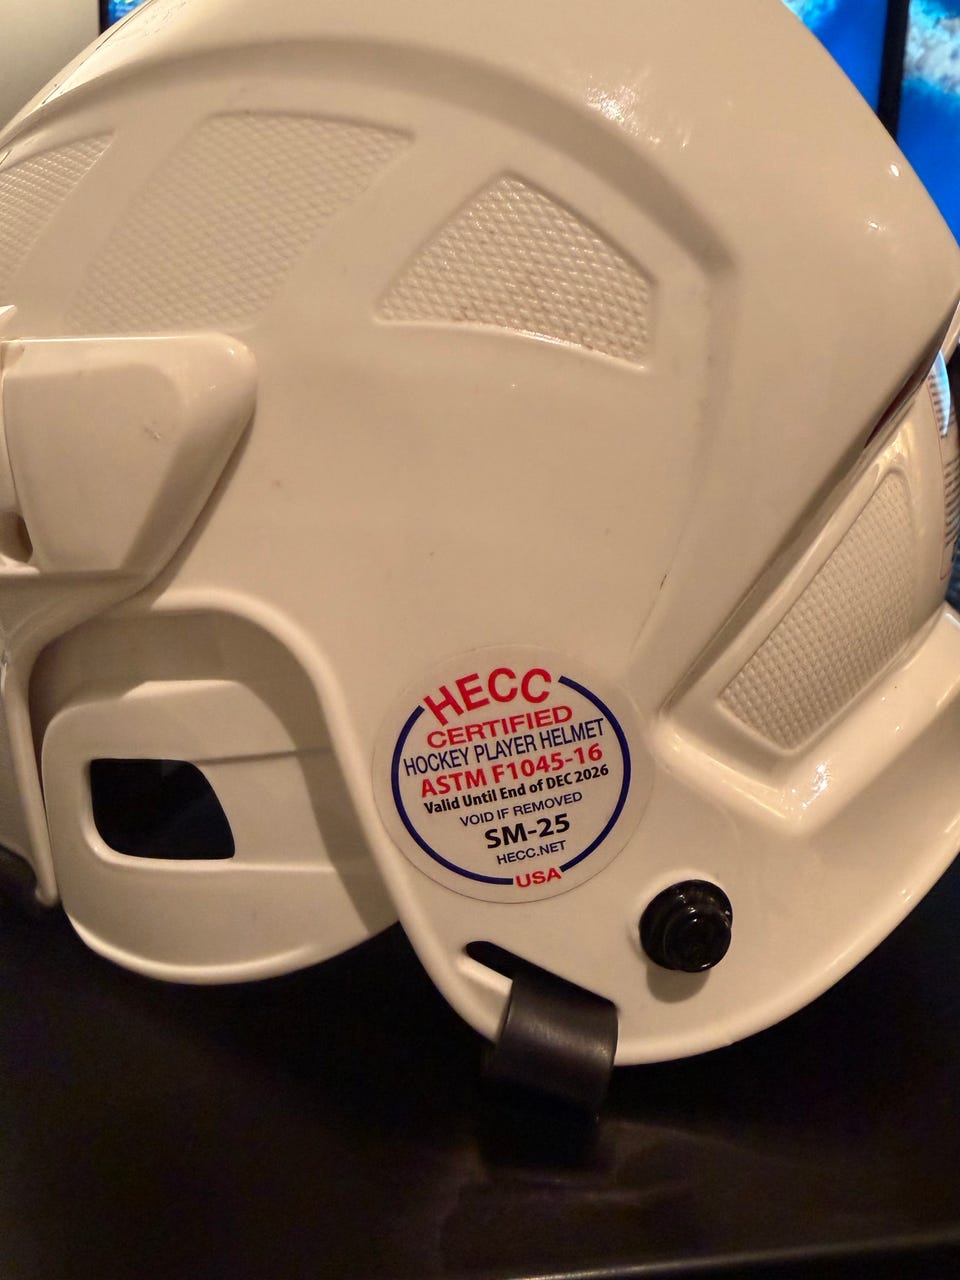 HECC
CERTIFIED
HOCKEY PLAYER HELMET
ASTM F1045-16
Valid Until End of DEC 2026
VOID IF REMOVED
SM-25
HECC.NET
USA